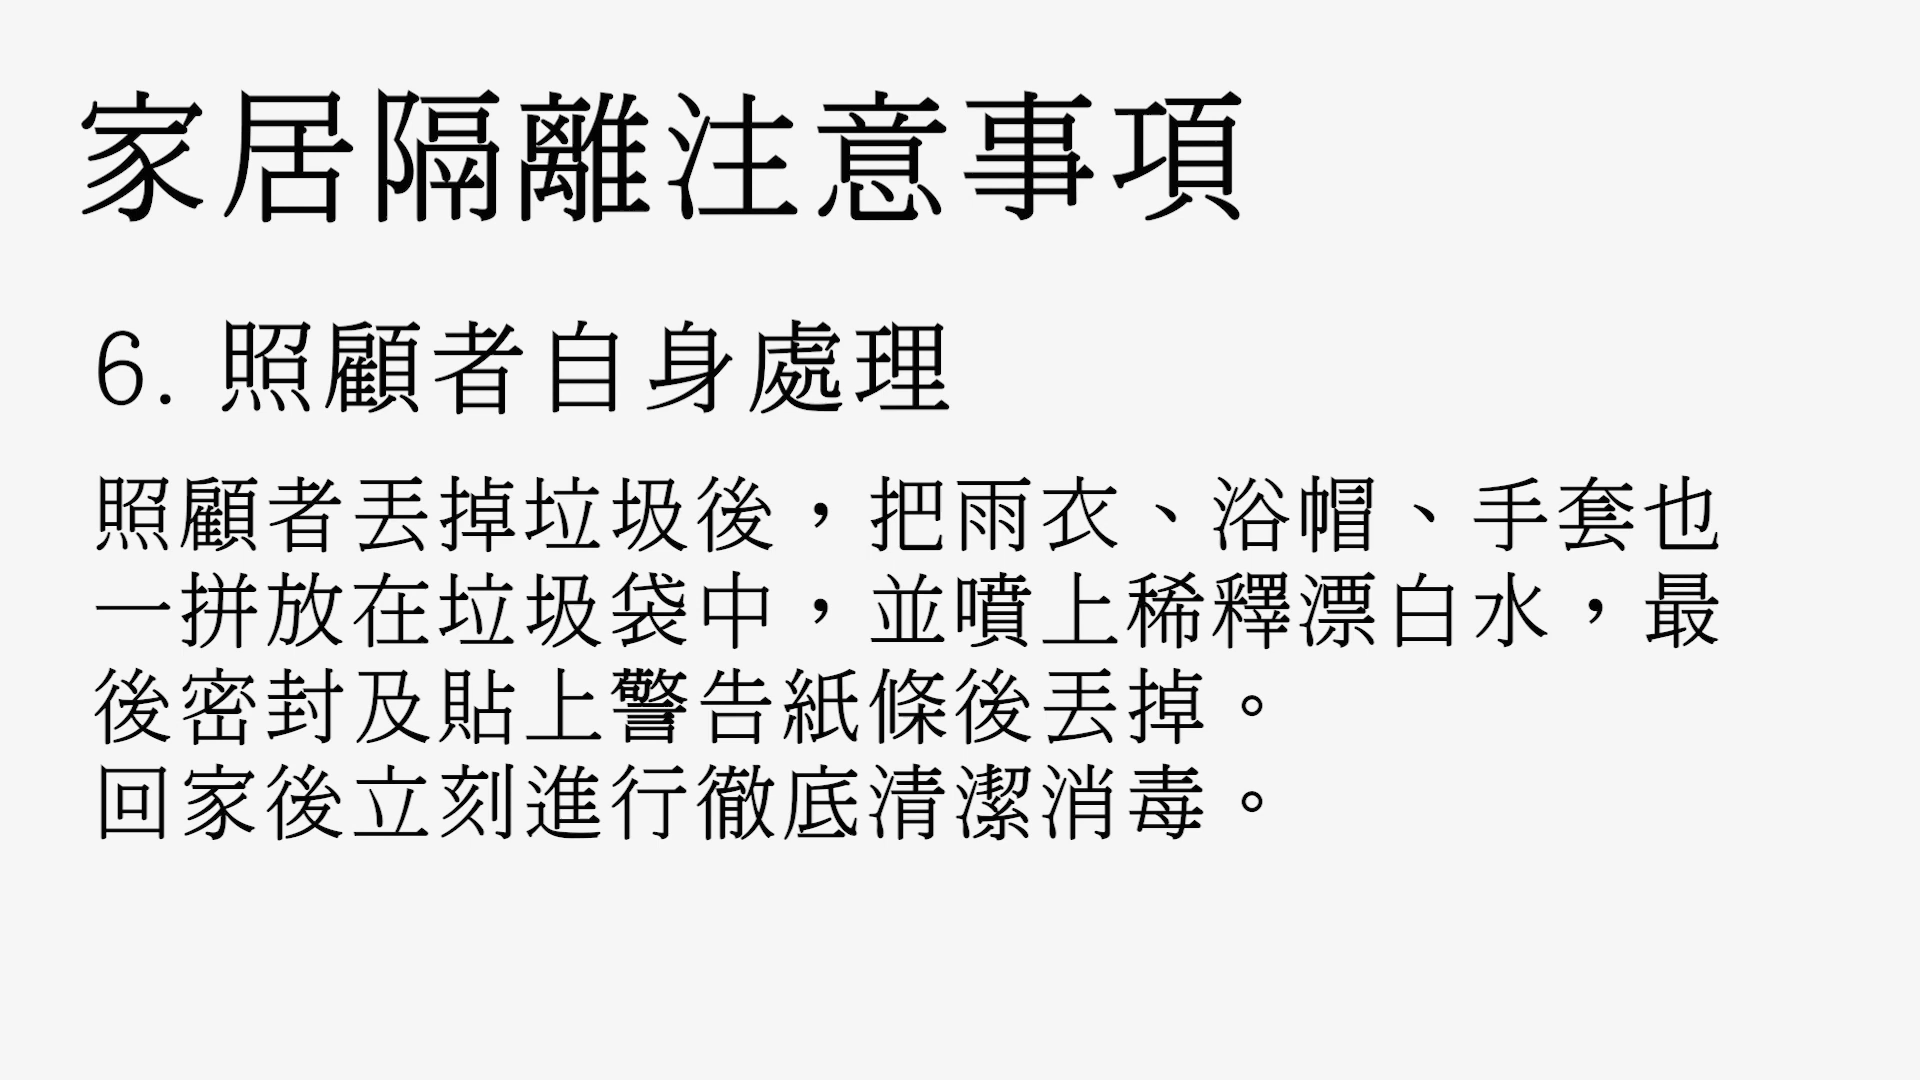 家居隔離注意事項
6. 照顧者自身處理
照顧者丟掉垃圾後，把雨衣、浴帽、手套也
一拼放在垃圾袋中，並噴上稀釋漂白水，最
後密封及貼上警告紙條後丟掉。
回家後立刻進行徹底清潔消毒。